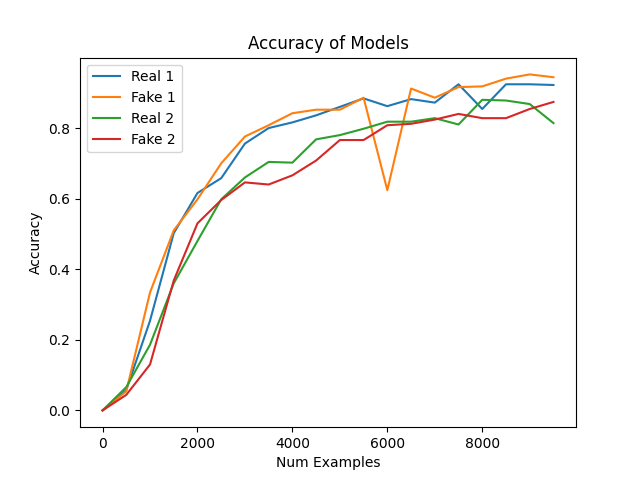 Accuracy of Models
Real 1
Fake 1
Real 2
Fake 2
Accuracy
0.8
0.6
0.4
0.2
0.0
0 2000 4000 6000 8000
Num Examples